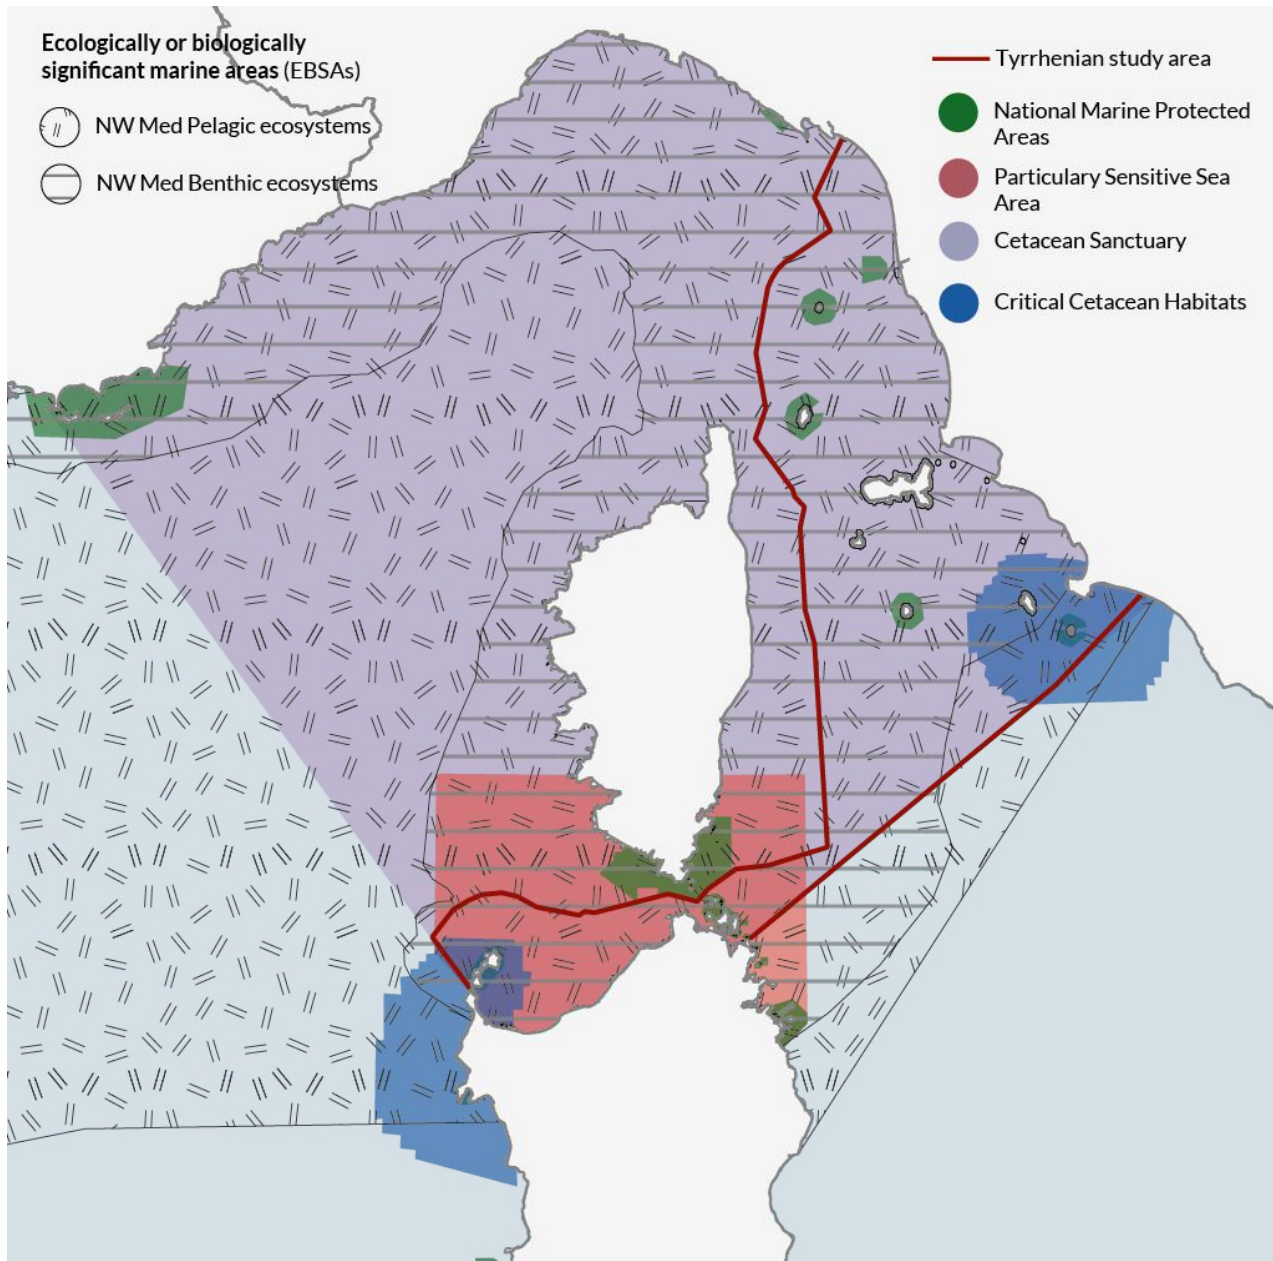 Ecologically or biologically
significant marine areas (EBSAs)
NW Med Pelagic ecosystems
NW Med Benthic ecosystems
Tyrrhenian study area
National Marine Protected
Areas
Particulary Sensitive Sea
Area
Cetacean Sanctuary
Critical Cetacean Habitats